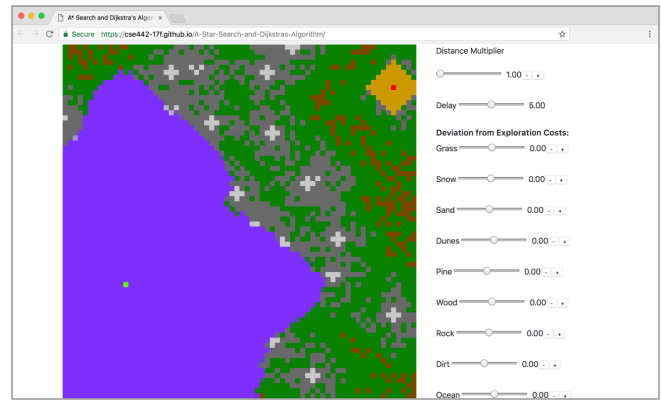 A* Search and Dijkstra's Algori
Secure https://cse442-17f.github.io/A-Star-Search-and-Dijkstras-Algorithm/
Distance Multiplier
1.00 - +
Delay 5.00
Deviation from Exploration Costs:
Grass 0.00 - +
Snow 0.00 - +
Sand 0.00 - +
Dunes 0.00 - +
Pine 0.00 - +
Wood 0.00 - +
Rock 0.00 - +
Dirt 0.00 - +
Ocean 0.00 - +